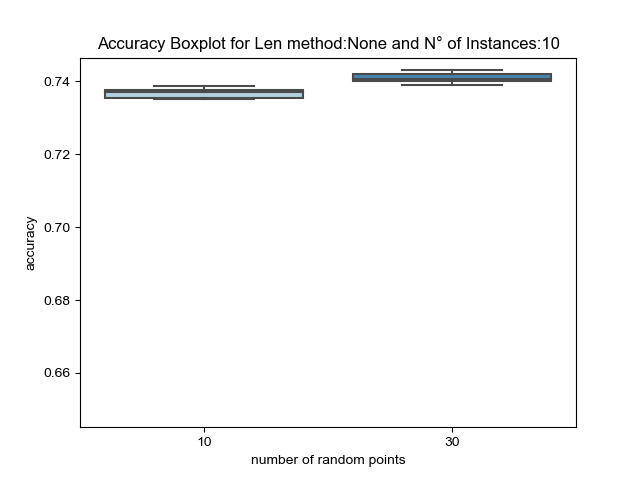 Accuracy Boxplot for Len method:None and N° of Instances:10
0.74
0.72
0.70
0.68
0.66
accuracy
10
30
number of random points